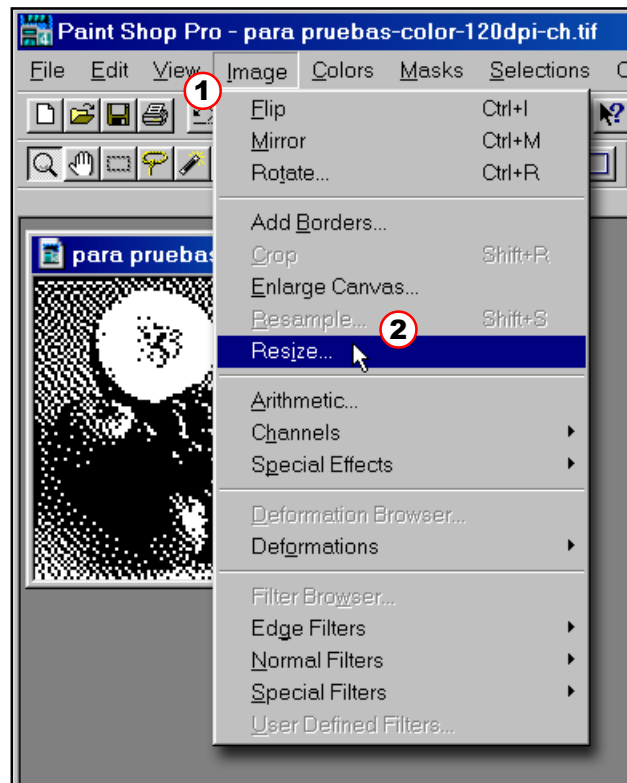 Paint Shop Pro - para pruebas-color-120dpi-ch.tif
File Edit View Image Colors Masks Selections
1
Flip Ctrl+I
Mirror Ctrl+M
Rotate... Ctrl+R
Add Borders...
para pruebas
Crop Shift+R
Enlarge Canvas...
Resample... Shift+S
2
Resize...
Arithmetic...
Channels
Special Effects
Deformation Browser...
Deformations
Filter Browser...
Edge Filters
Normal Filters
Special Filters
User Defined Filters...